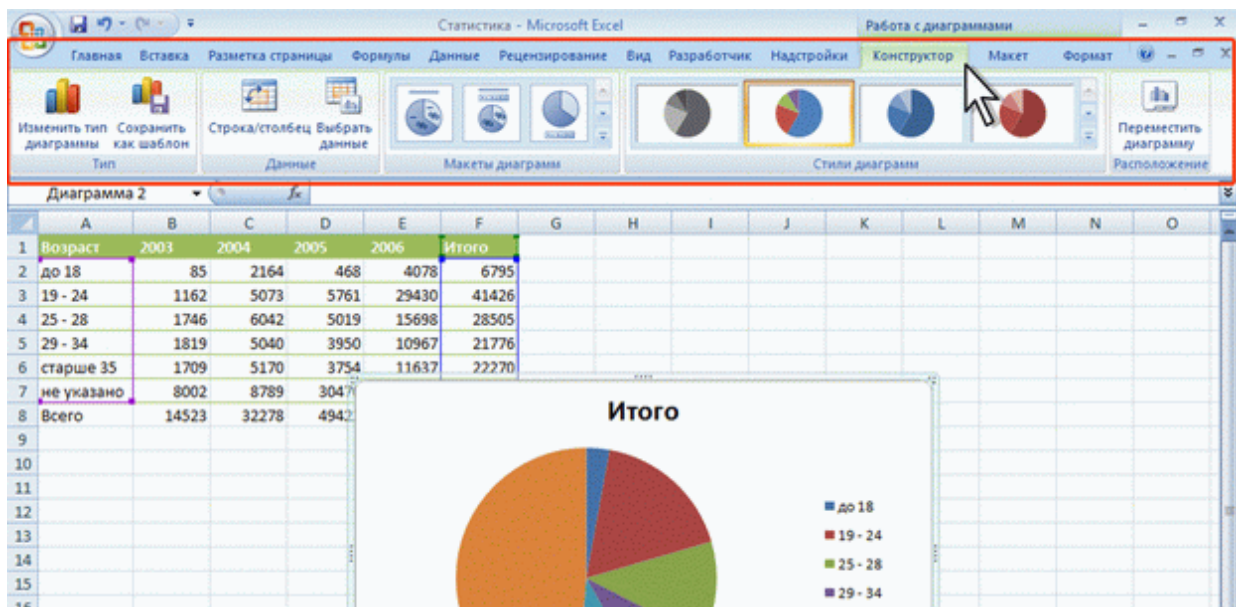 Статистика - Microsoft Excel
Работа с диаграммами
Главная Вставка Разметка страницы Формулы Данные Рецензирование Вид Разработчик Надстройки Конструктор Макет Формат
Изменить тип Сохранить Строка/столбец Выбрать Переместить
диаграммы как шаблон данные диаграмму
Тип Данные Макеты диаграмм Стили диаграмм Расположение
Диаграмма 2 fx
A B C D E F G H I J K L M N O
1 Возраст 2003 2004 2005 2006 Итого
2 до 18 85 2164 468 4078 6795
3 19 - 24 1162 5073 5761 29430 41426
4 25 - 28 1746 6042 5019 15698 28505
5 29 - 34 1819 5040 3950 10967 21776
6 старше 35 1709 5170 3754 11637 22270
7 не указано 8002 8789
8 Всего 14523 32278
Итого
9
10
11
12
13
14
15
до 18
19 - 24
25 - 28
29 - 34